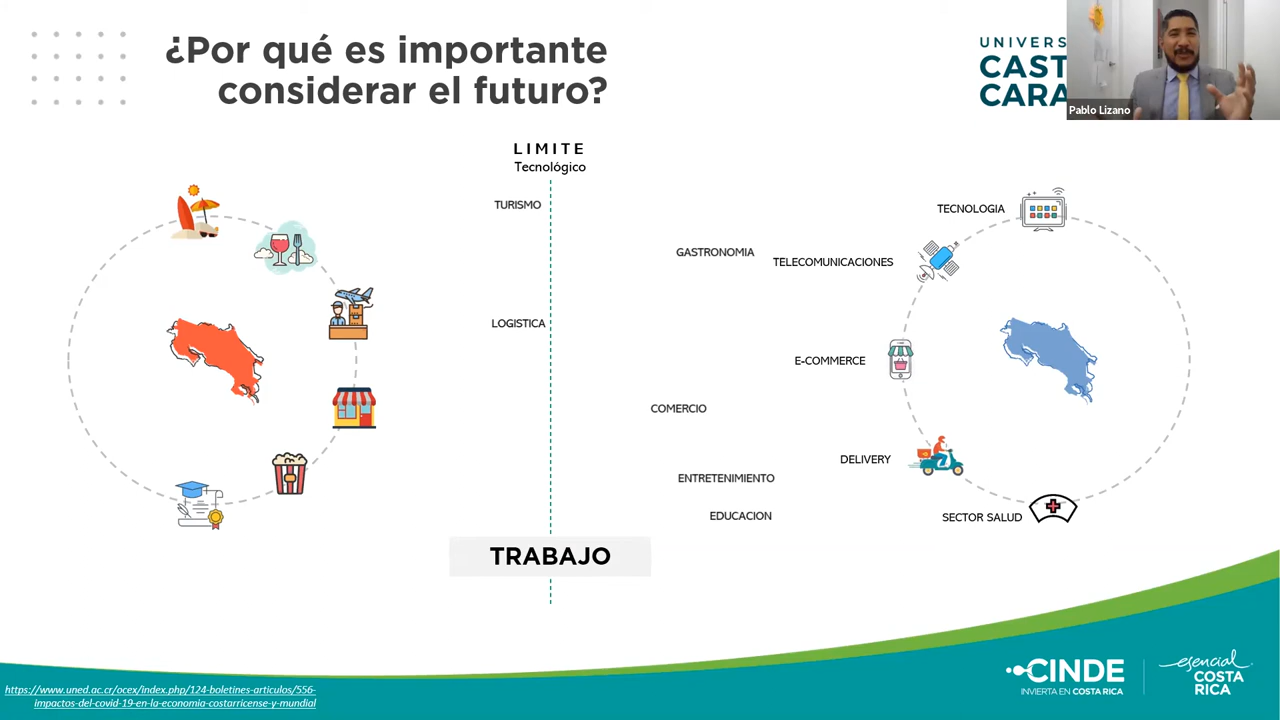 ¿Por qué es importante
considerar el futuro?
UNIVERS
CAST
CARA
Pablo Lizano
LIMITE
Tecnológico
TURISMO
TECNOLOGIA
GASTRONOMIA
TELECOMUNICACIONES
LOGISTICA
E-COMMERCE
COMERCIO
DELIVERY
ENTRETENIMIENTO
EDUCACION
SECTOR SALUD
TRABAJO
https://www.uned.ac.cr/ocex/index.php/124-boletines-articulos/556-
impactos-del-covid-19-en-la-economia-costarricense-y-mundial
CINDE
INVIERTA EN COSTA RICA
esencial
COSTA
RICA